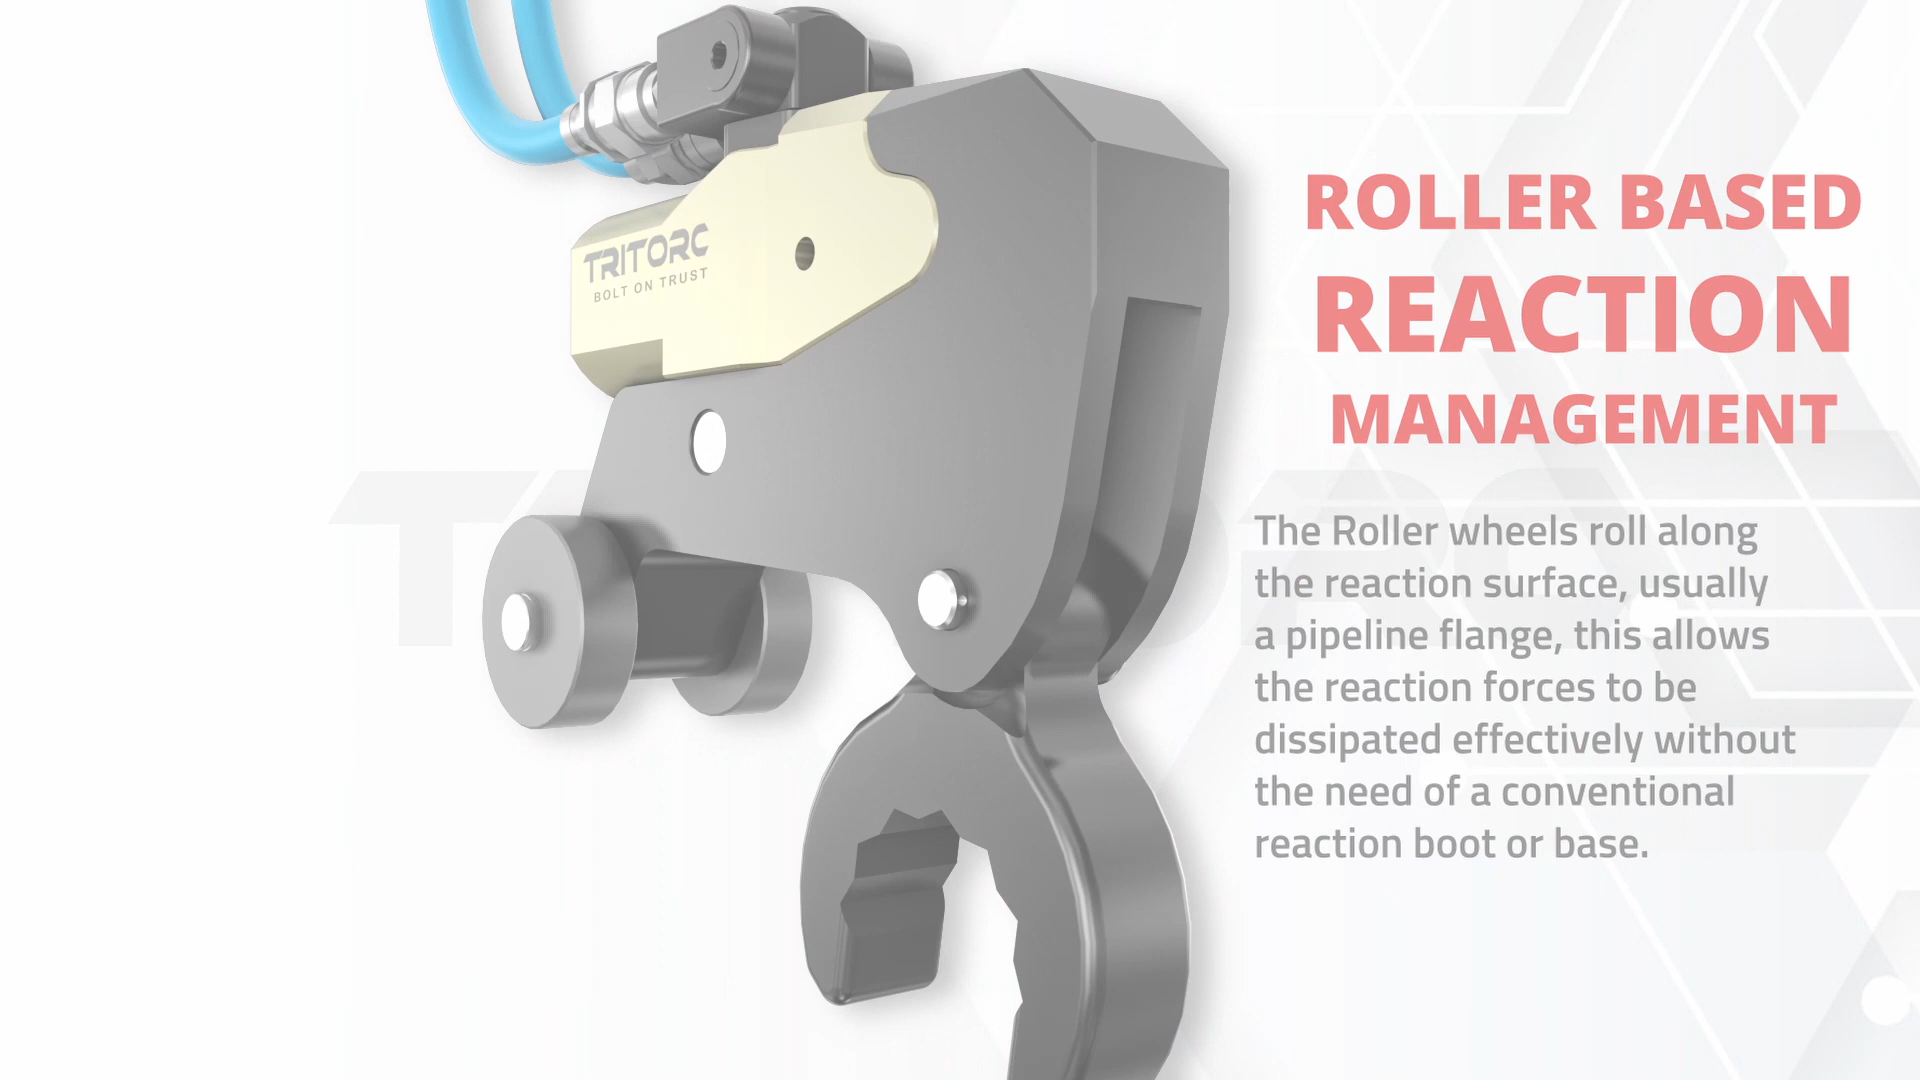 TRITORC
BOLT ON TRUST
ROLLER BASED
REACTION
MANAGEMENT
The Roller wheels roll along
the reaction surface, usually
a pipeline flange, this allows
the reaction forces to be
dissipated effectively without
the need of a conventional
reaction boot or base.